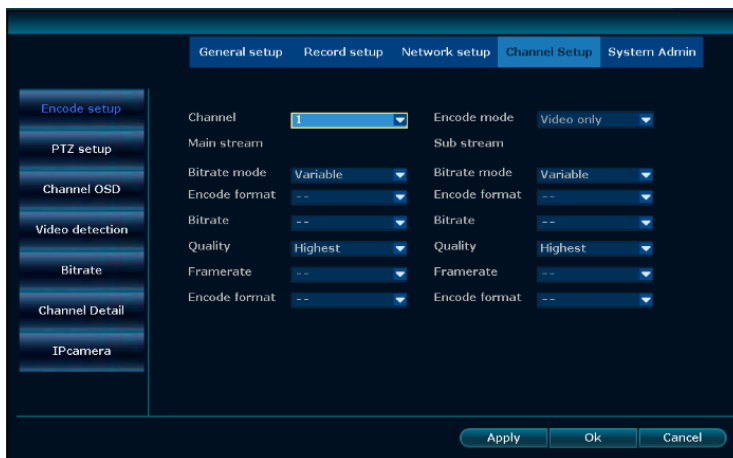 General setup Record setup Network setup Channel Setup System Admin
Encode setup
PTZ setup
Channel OSD
Video detection
Bitrate
Channel Detail
IPcamera
Channel 1 Encode mode Video only
Main stream Sub stream
Bitrate mode Variable Bitrate mode Variable
Encode format -- Encode format --
Bitrate -- Bitrate --
Quality Highest Quality Highest
Framerate -- Framerate --
Encode format -- Encode format --
Apply Ok Cancel